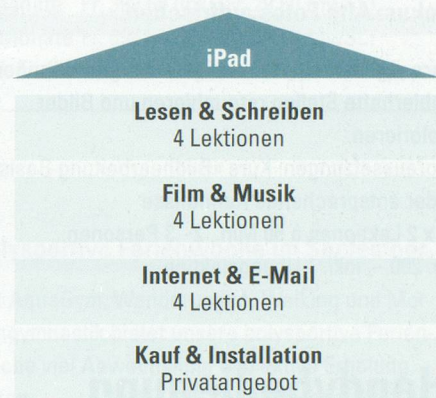 iPad
Lesen & Schreiben
4 Lektionen
Film & Musik
4 Lektionen
Internet & E-Mail
4 Lektionen
Kauf & Installation
Privatangebot